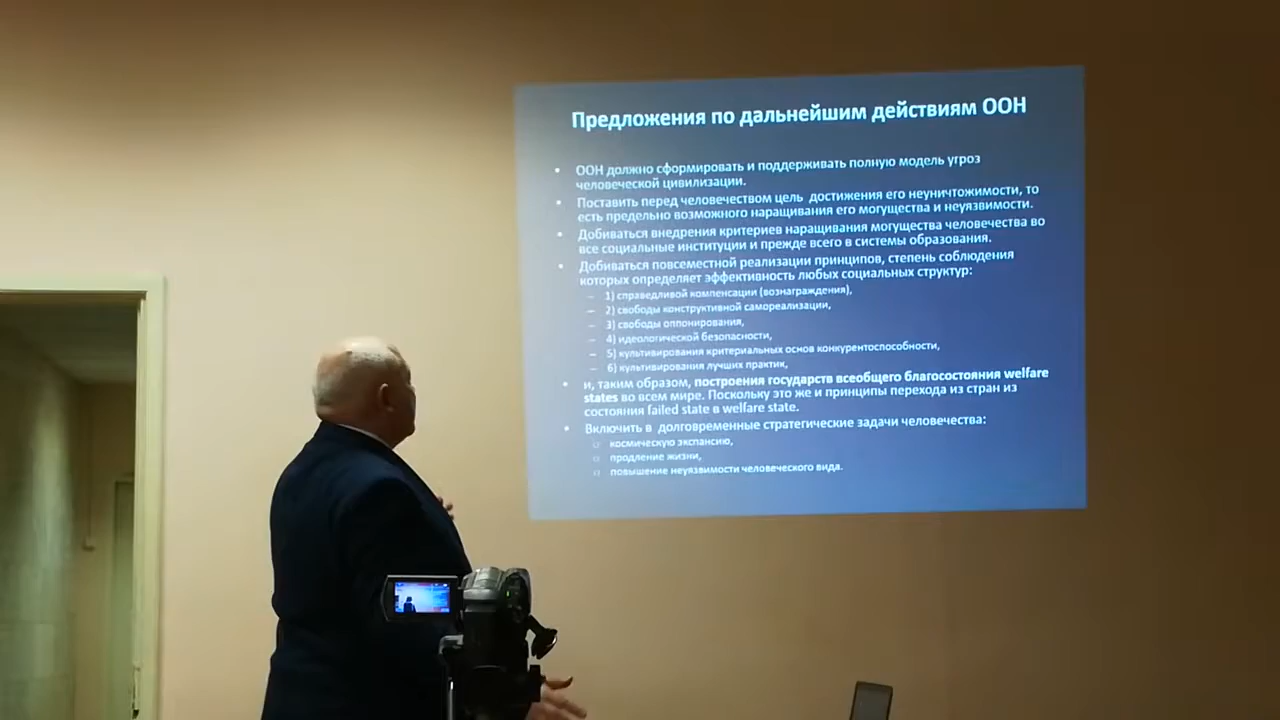 Предложения по дальнейшим действиям ООН
• ООН должно сформировать и поддерживать полную модель угроз
человеческой цивилизации.
• Поставить перед человечеством цель достижения его неуничтожимости, то
есть предельно возможного наращивания его могущества и неуязвимости.
• Добиваться внедрения критериев наращивания могущества человечества во
все социальные институции и прежде всего в системы образования.
• Добиваться повсеместной реализации принципов, степень соблюдения
которых определяет эффективность любых социальных структур:
– 1) справедливой компенсации (вознаграждения),
– 2) свободы конструктивной самореализации,
– 3) свободы оппонирования,
– 4) идеологической безопасности,
– 5) культивирования критериальных основ конкурентоспособности,
– 6) культивирования лучших практик,
• и, таким образом, построения государств всеобщего благосостояния welfare
states во всем мире. Поскольку это же и принципы перехода из стран из
состояния failed state в welfare state.
• Включить в долговременные стратегические задачи человечества:
○ космическую экспансию,
○ продление жизни,
○ повышение неуязвимости человеческого вида.